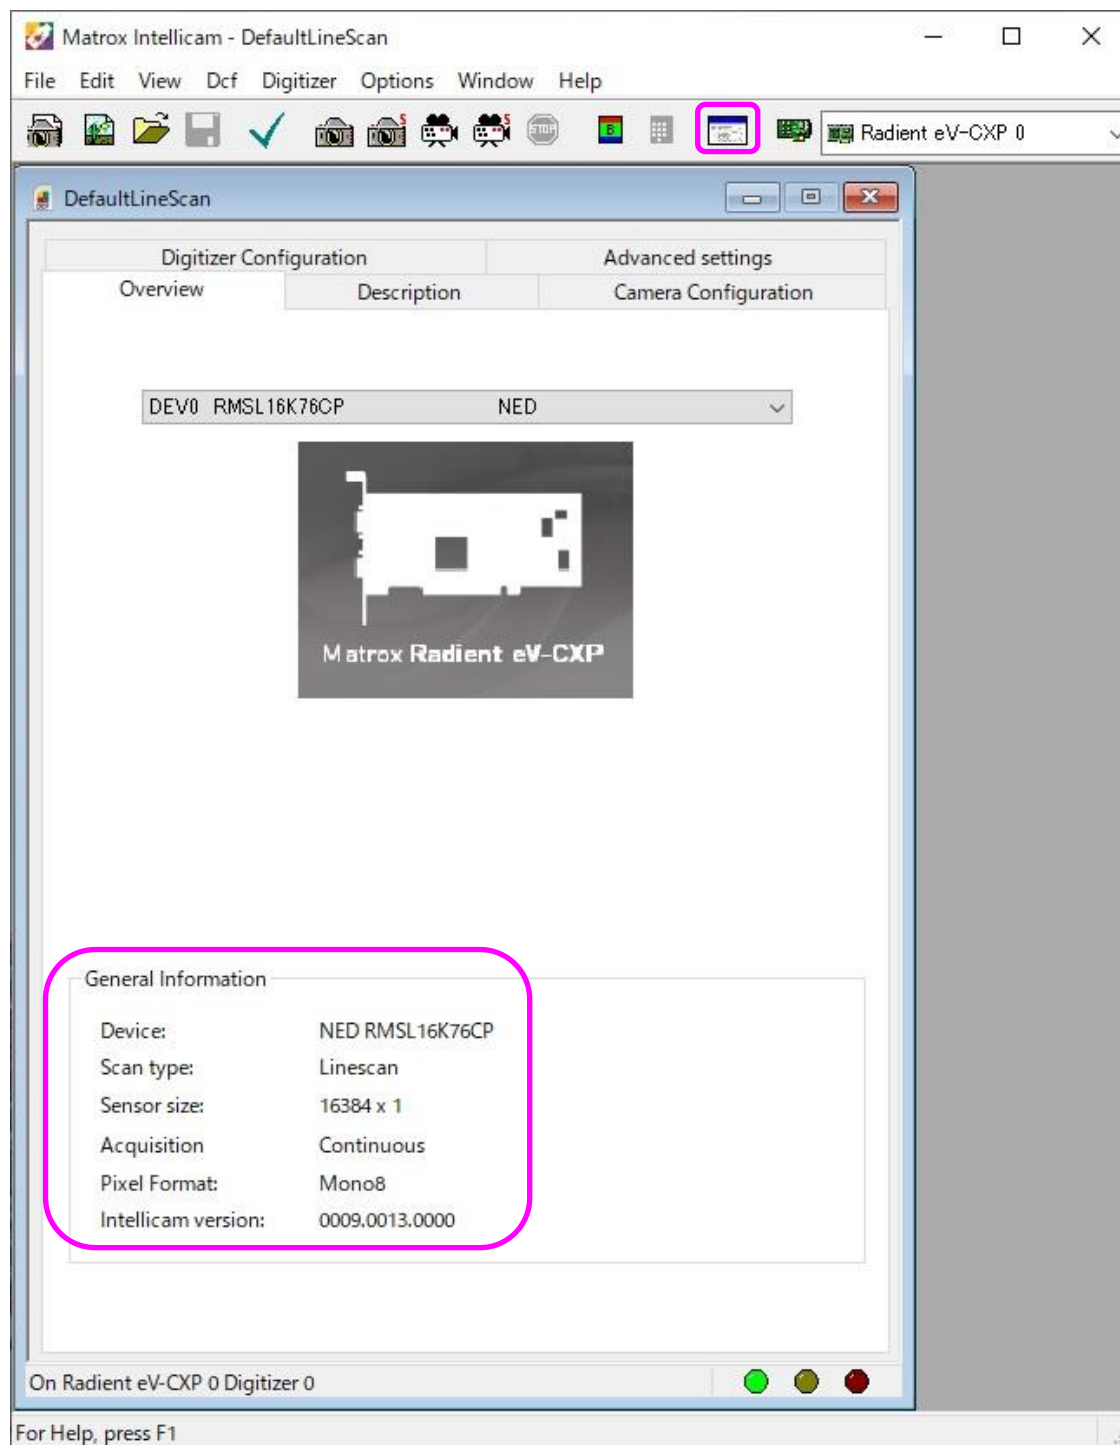 Matrox Intellicam - DefaultLineScan
File Edit View Dcf Digitizer Options Window Help
S S STOP B Radient eV-CXP 0
DefaultLineScan
Digitizer Configuration Advanced settings
Overview Description Camera Configuration
DEV0 RMSL16K76CP NED
Matrox Radient eV-CXP
General Information
Device: NED RMSL16K76CP
Scan type: Linescan
Sensor size: 16384 x 1
Acquisition Continuous
Pixel Format: Mono8
Intellicam version: 0009.0013.0000
On Radient eV-CXP 0 Digitizer 0
For Help, press F1